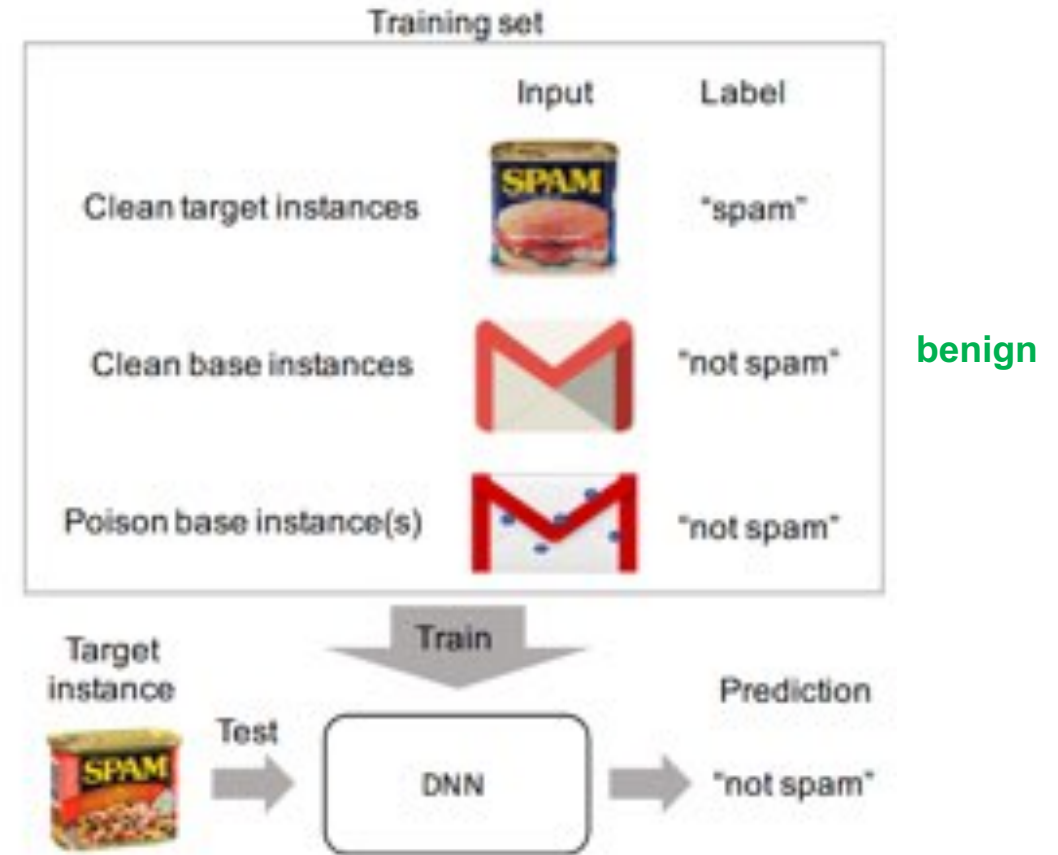 Training set
Input Label
SPAM
Clean target instances "spam"
Clean base instances "not spam"
benign
Poison base instance(s) "not spam"
Train
Target
instance
Prediction
Test
SPAM
DNN
"not spam"